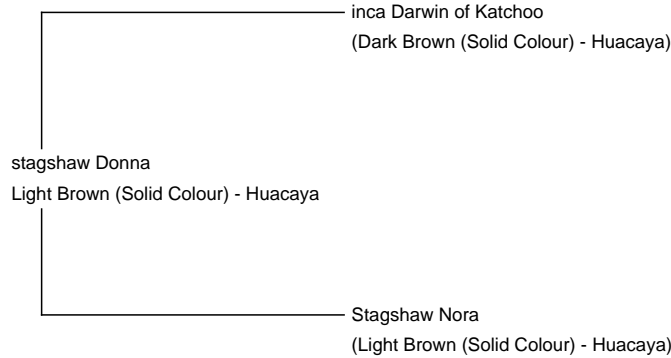 inca Darwin of Katchoo
(Dark Brown (Solid Colour) - Huacaya)
stagshaw Donna
Light Brown (Solid Colour) - Huacaya
Stagshaw Nora
(Light Brown (Solid Colour) - Huacaya)